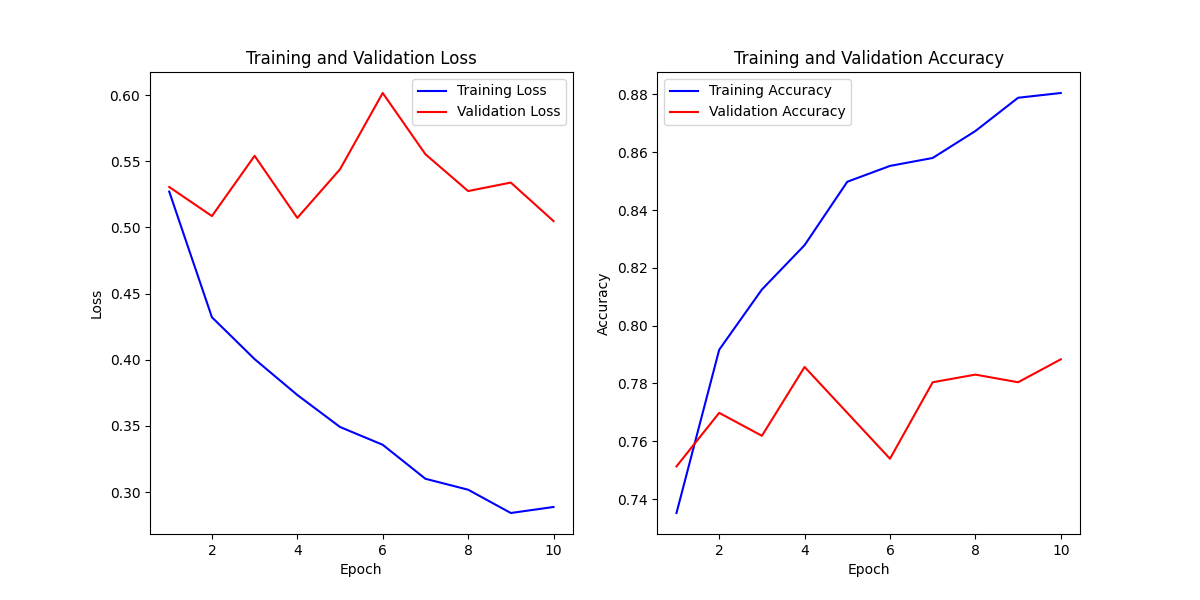 Training and Validation Loss
Training Loss
Validation Loss
0.60
0.55
0.50
0.45
0.40
0.35
0.30
Loss
2 4 6 8 10
Epoch
Training and Validation Accuracy
Training Accuracy
Validation Accuracy
0.88
0.86
0.84
0.82
0.80
0.78
0.76
0.74
Accuracy
2 4 6 8 10
Epoch